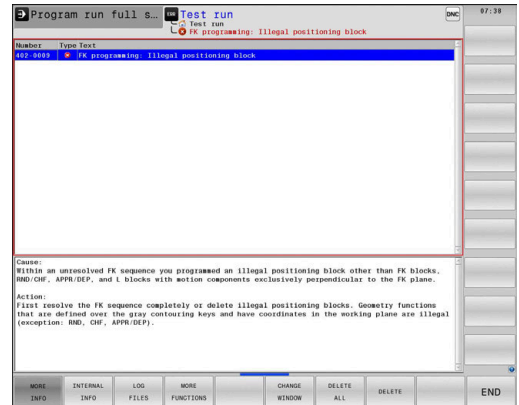 Program run full s...
Test run
DNC
07:38
Test run
FK programming: Illegal positioning block
Number Type Text
402-0009 FK programming: Illegal positioning block
Cause:
Within an unresolved FK sequence you programmed an illegal positioning block other than FK blocks,
RND/CHF, APPR/DEP, and L blocks with motion components exclusively perpendicular to the FK plane.
Action:
First resolve the FK sequence completely or delete illegal positioning blocks. Geometry functions
that are defined over the gray contouring keys and have coordinates in the working plane are illegal
(exception: RND, CHF, APPR/DEP).
MORE INFO
INTERNAL INFO
LOG FILES
MORE FUNCTIONS
CHANGE WINDOW
DELETE ALL
DELETE
END